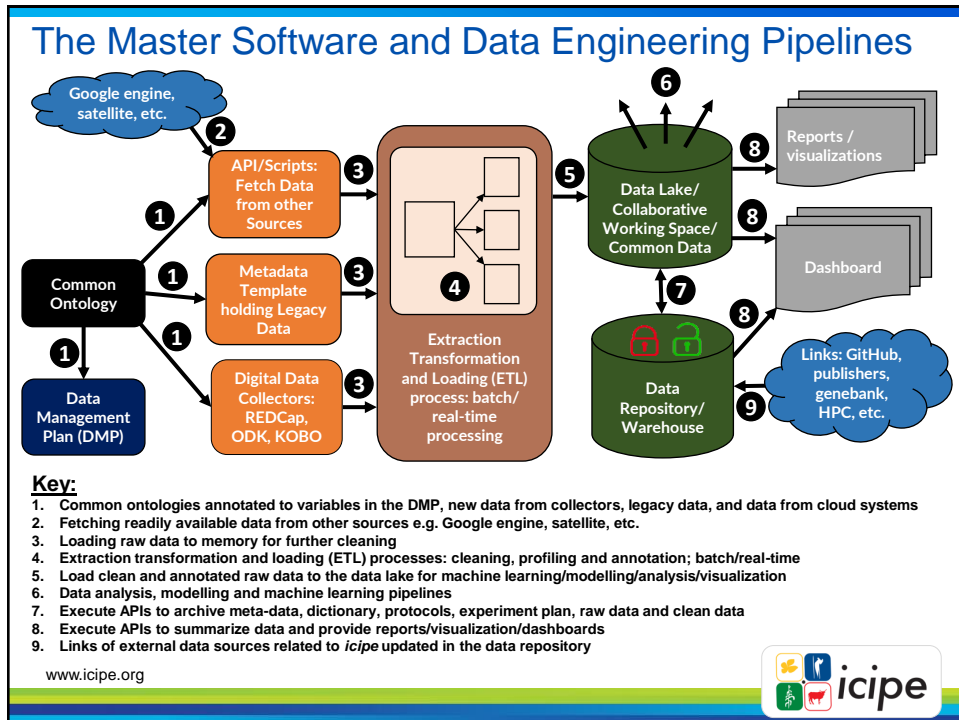 The Master Software and Data Engineering Pipelines
Google engine,
satellite, etc.
2
API/Scripts:
Fetch Data
from other
Sources
3
1
Common
Ontology
1
Metadata
Template
holding Legacy
Data
3
1
1
Data
Management
Plan (DMP)
Digital Data
Collectors:
REDCap,
ODK, KOBO
3
4
Extraction
Transformation
and Loading (ETL)
process: batch/
real-time
processing
5
6
Data Lake/
Collaborative
Working Space/
Common Data
8
Reports /
visualizations
8
Dashboard
7
8
Data
Repository/
Warehouse
9
Links: GitHub,
publishers,
genebank,
HPC, etc.
Key:
1. Common ontologies annotated to variables in the DMP, new data from collectors, legacy data, and data from cloud systems
2. Fetching readily available data from other sources e.g. Google engine, satellite, etc.
3. Loading raw data to memory for further cleaning
4. Extraction transformation and loading (ETL) processes: cleaning, profiling and annotation; batch/real-time
5. Load clean and annotated raw data to the data lake for machine learning/modelling/analysis/visualization
6. Data analysis, modelling and machine learning pipelines
7. Execute APIs to archive meta-data, dictionary, protocols, experiment plan, raw data and clean data
8. Execute APIs to summarize data and provide reports/visualization/dashboards
9. Links of external data sources related to icipe updated in the data repository
www.icipe.org
icipe